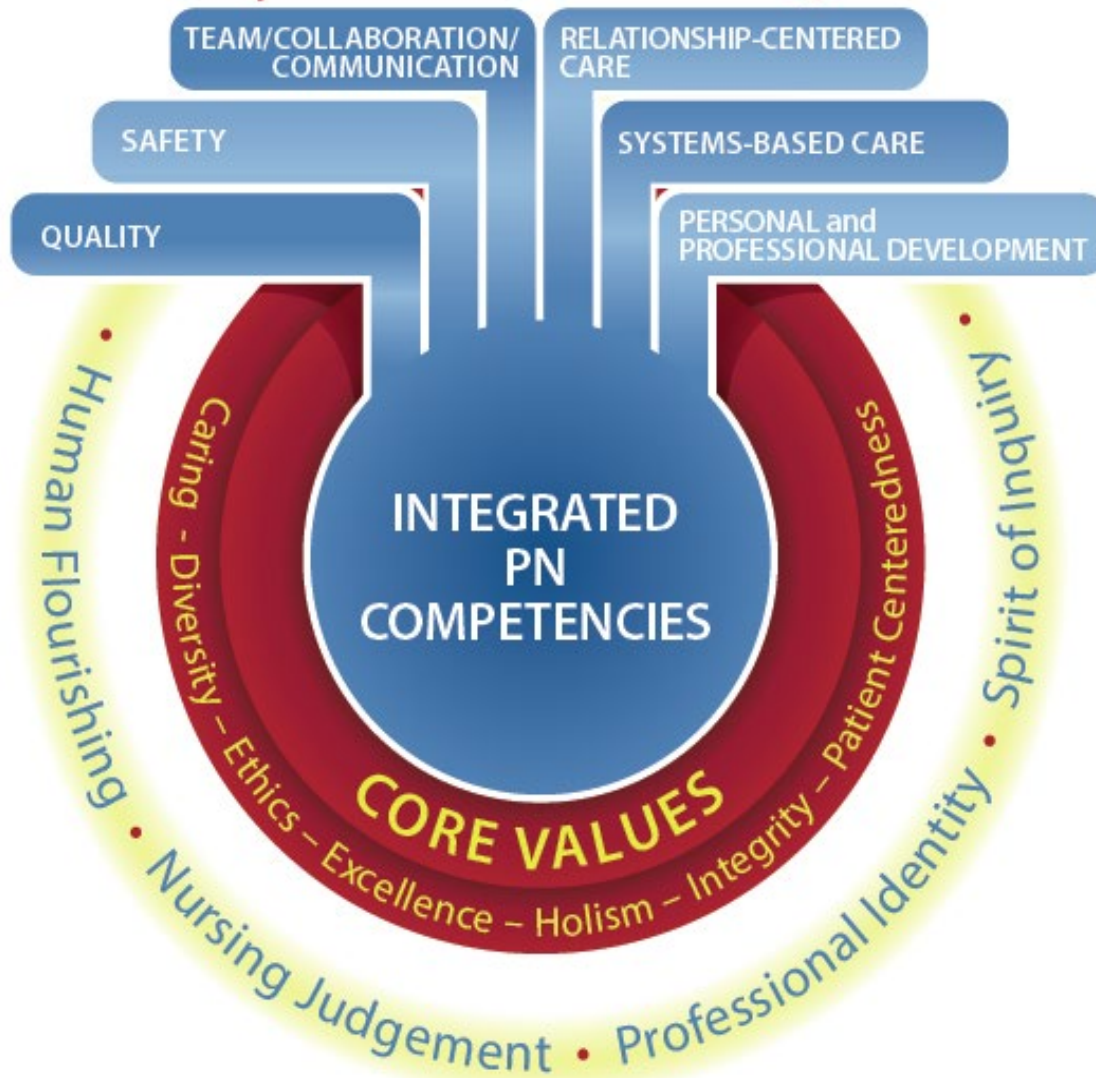 TEAM/COLLABORATION/
COMMUNICATION
RELATIONSHIP-CENTERED
CARE
SAFETY
SYSTEMS-BASED CARE
QUALITY
PERSONAL and
PROFESSIONAL DEVELOPMENT
INTEGRATED
PN
COMPETENCIES
CORE VALUES
Caring - Diversity – Ethics – Excellence – Holism – Integrity – Patient Centeredness
• Human Flourishing • Nursing Judgement • Professional Identity • Spirit of Inquiry •